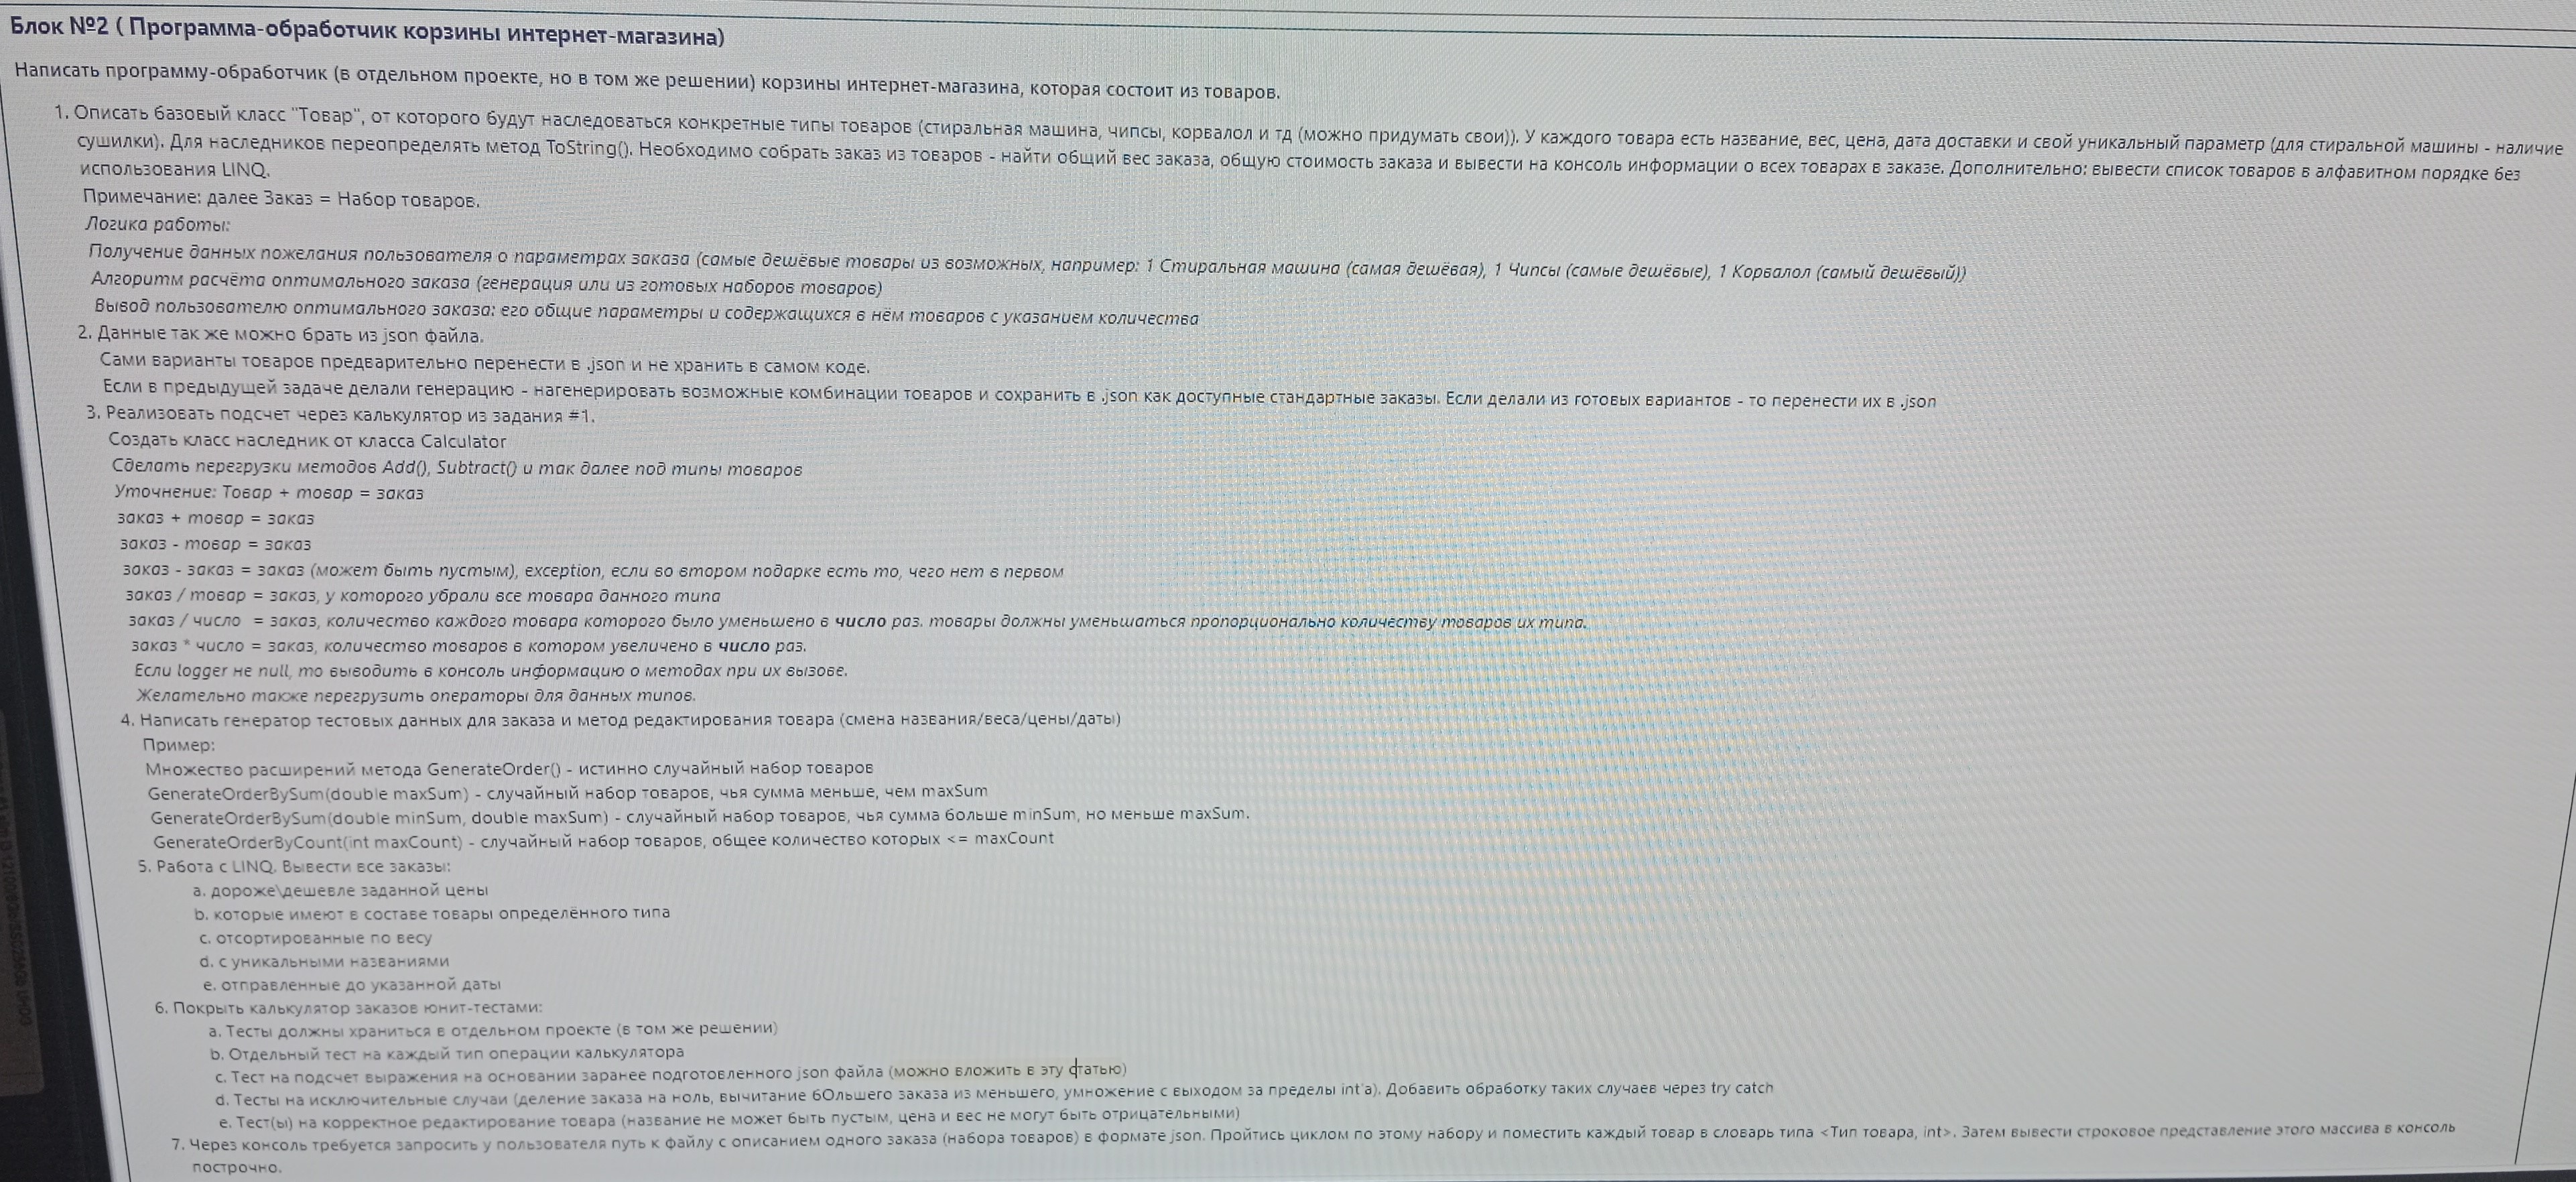 Блок №2 ( Программа-обработчик корзины интернет-магазина)
Написать программу-обработчик (в отдельном проекте, но в том же решении) корзины интернет-магазина, которая состоит из товаров.
1. Описать базовый класс "Товар", от которого будут наследоваться конкретные типы товаров (стиральная машина, чипсы, корвалол и тд (можно придумать свои)). У каждого товара есть название, вес, цена, дата доставки и свой уникальный параметр (для стиральной машины - наличие
сушилки). Для наследников переопределять метод ToString(). Необходимо собрать заказ из товаров - найти общий вес заказа, общую стоимость заказа и вывести на консоль информации о всех товарах в заказе. Дополнительно: вывести список товаров в алфавитном порядке без
использования LINQ.
Примечание: далее Заказ = Набор товаров.
Логика работы:
Получение данных пожелания пользователя о параметрах заказа (самые дешёвые товары из возможных, например: 1 Стиральная машина (самая дешёвая), 1 Чипсы (самые дешёвые), 1 Корвалол (самый дешёвый))
Алгоритм расчёта оптимального заказа (генерация или из готовых наборов товаров)
Вывод пользователю оптимального заказа: его общие параметры и содержащихся в нём товаров с указанием количества
2. Данные так же можно брать из json файла.
Сами варианты товаров предварительно перенести в .json и не хранить в самом коде.
Если в предыдущей задаче делали генерацию - нагенерировать возможные комбинации товаров и сохранить в .json как доступные стандартные заказы. Если делали из готовых вариантов - то перенести их в .json
3. Реализовать подсчет через калькулятор из задания #1.
Создать класс наследник от класса Calculator
Сделать перегрузки методов Add(), Subtract() и так далее под типы товаров
Уточнение: Товар + товар = заказ
заказ + товар = заказ
заказ - товар = заказ
заказ - заказ = заказ (может быть пустым), exception, если во втором подарке есть то, чего нет в первом
заказ / товар = заказ, у которого убрали все товара данного типа
заказ / число = заказ, количество каждого товара которого было уменьшено в число раз. товары должны уменьшаться пропорционально количеству товаров их типа.
заказ * число = заказ, количество товаров в котором увеличено в число раз.
Если logger не null, то выводить в консоль информацию о методах при их вызове.
Желательно также перегрузить операторы для данных типов.
4. Написать генератор тестовых данных для заказа и метод редактирования товара (смена названия/веса/цены/даты)
Пример:
Множество расширений метода GenerateOrder() - истинно случайный набор товаров
GenerateOrderBySum(double maxSum) - случайный набор товаров, чья сумма меньше, чем maxSum
GenerateOrderBySum(double minSum, double maxSum) - случайный набор товаров, чья сумма больше minSum, но меньше maxSum.
GenerateOrderByCount(int maxCount) - случайный набор товаров, общее количество которых <= maxCount
5. Работа с LINQ. Вывести все заказы:
a. дороже\дешевле заданной цены
b. которые имеют в составе товары определённого типа
c. отсортированные по весу
d. с уникальными названиями
e. отправленные до указанной даты
6. Покрыть калькулятор заказов юнит-тестами:
a. Тесты должны храниться в отдельном проекте (в том же решении)
b. Отдельный тест на каждый тип операции калькулятора
c. Тест на подсчет выражения на основании заранее подготовленного json файла (можно вложить в эту статью)
d. Тесты на исключительные случаи (деление заказа на ноль, вычитание бОльшего заказа из меньшего, умножение с выходом за пределы int'а). Добавить обработку таких случаев через try catch
e. Тест(ы) на корректное редактирование товара (название не может быть пустым, цена и вес не могут быть отрицательными)
7. Через консоль требуется запросить у пользователя путь к файлу с описанием одного заказа (набора товаров) в формате json. Пройтись циклом по этому набору и поместить каждый товар в словарь типа <Тип товара, int>. Затем вывести строковое представление этого массива в консоль
построчно.